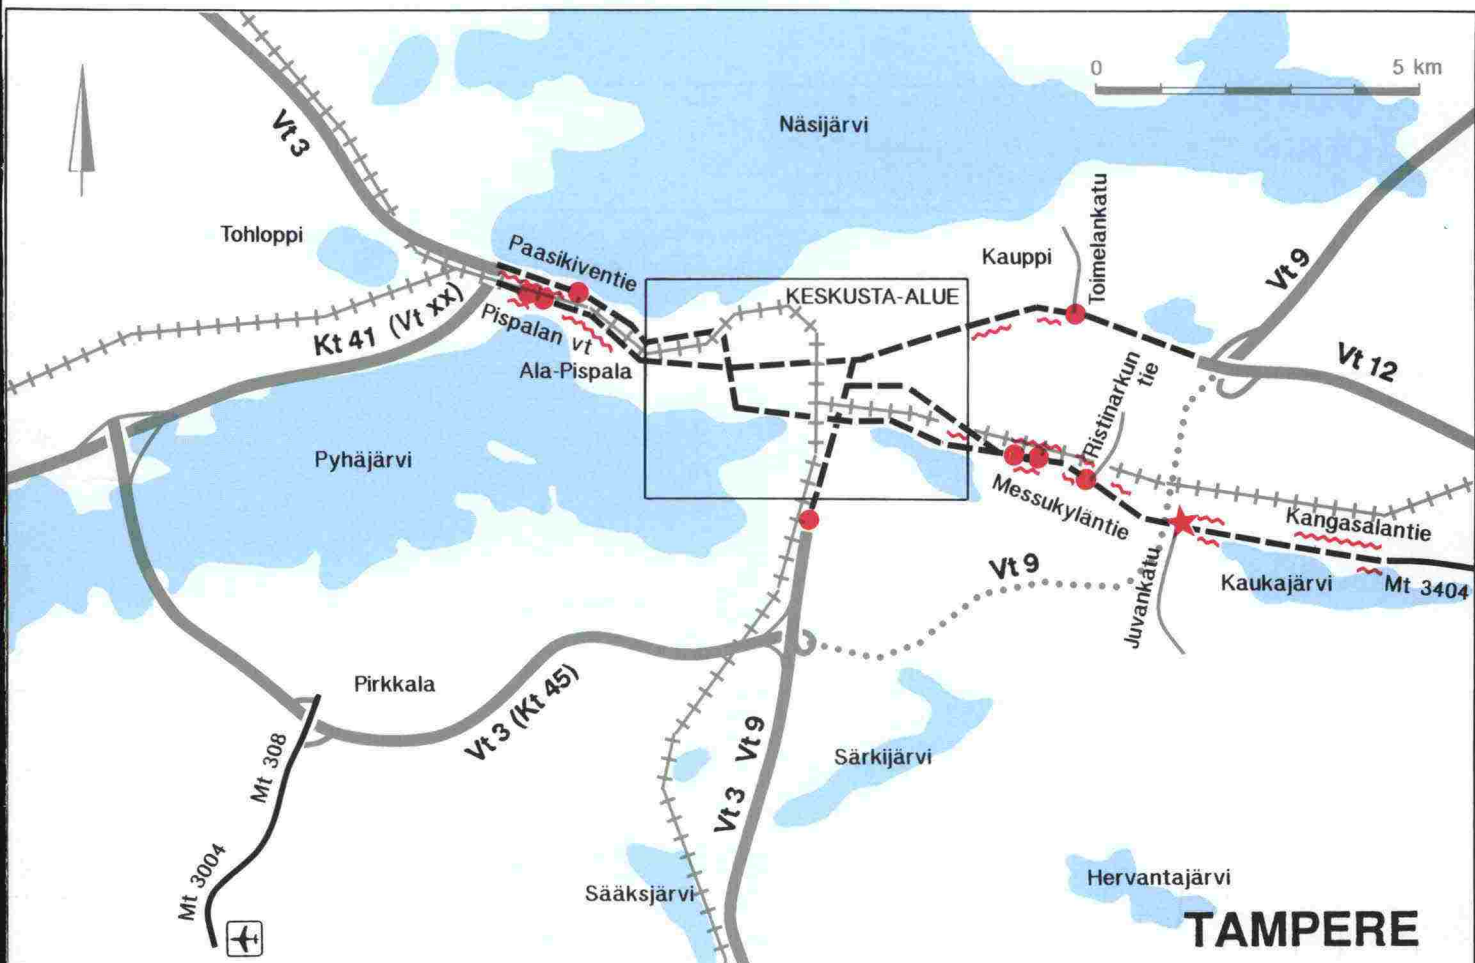 0 5 km
Vt 3
Näsijärvi
Tohloppi
Paasikiventie
Kauppi
Toimelankatu
Vt 9
KESKUSTA-ALUE
Kt 41 (Vt xx)
Pispalan vt
Ala-Pispala
Vt 12
Ristinarkun
tie
Pyhäjärvi
Messukyläntie
Kangasalantie
Vt 9
Juvankatu
Kaukajärvi
Mt 3404
Pirkkala
Vt 3 (Kt 45)
Mt 308
Vt 3 Vt 9
Särkijärvi
Mt 3004
Sääksjärvi
Hervantajärvi
TAMPERE